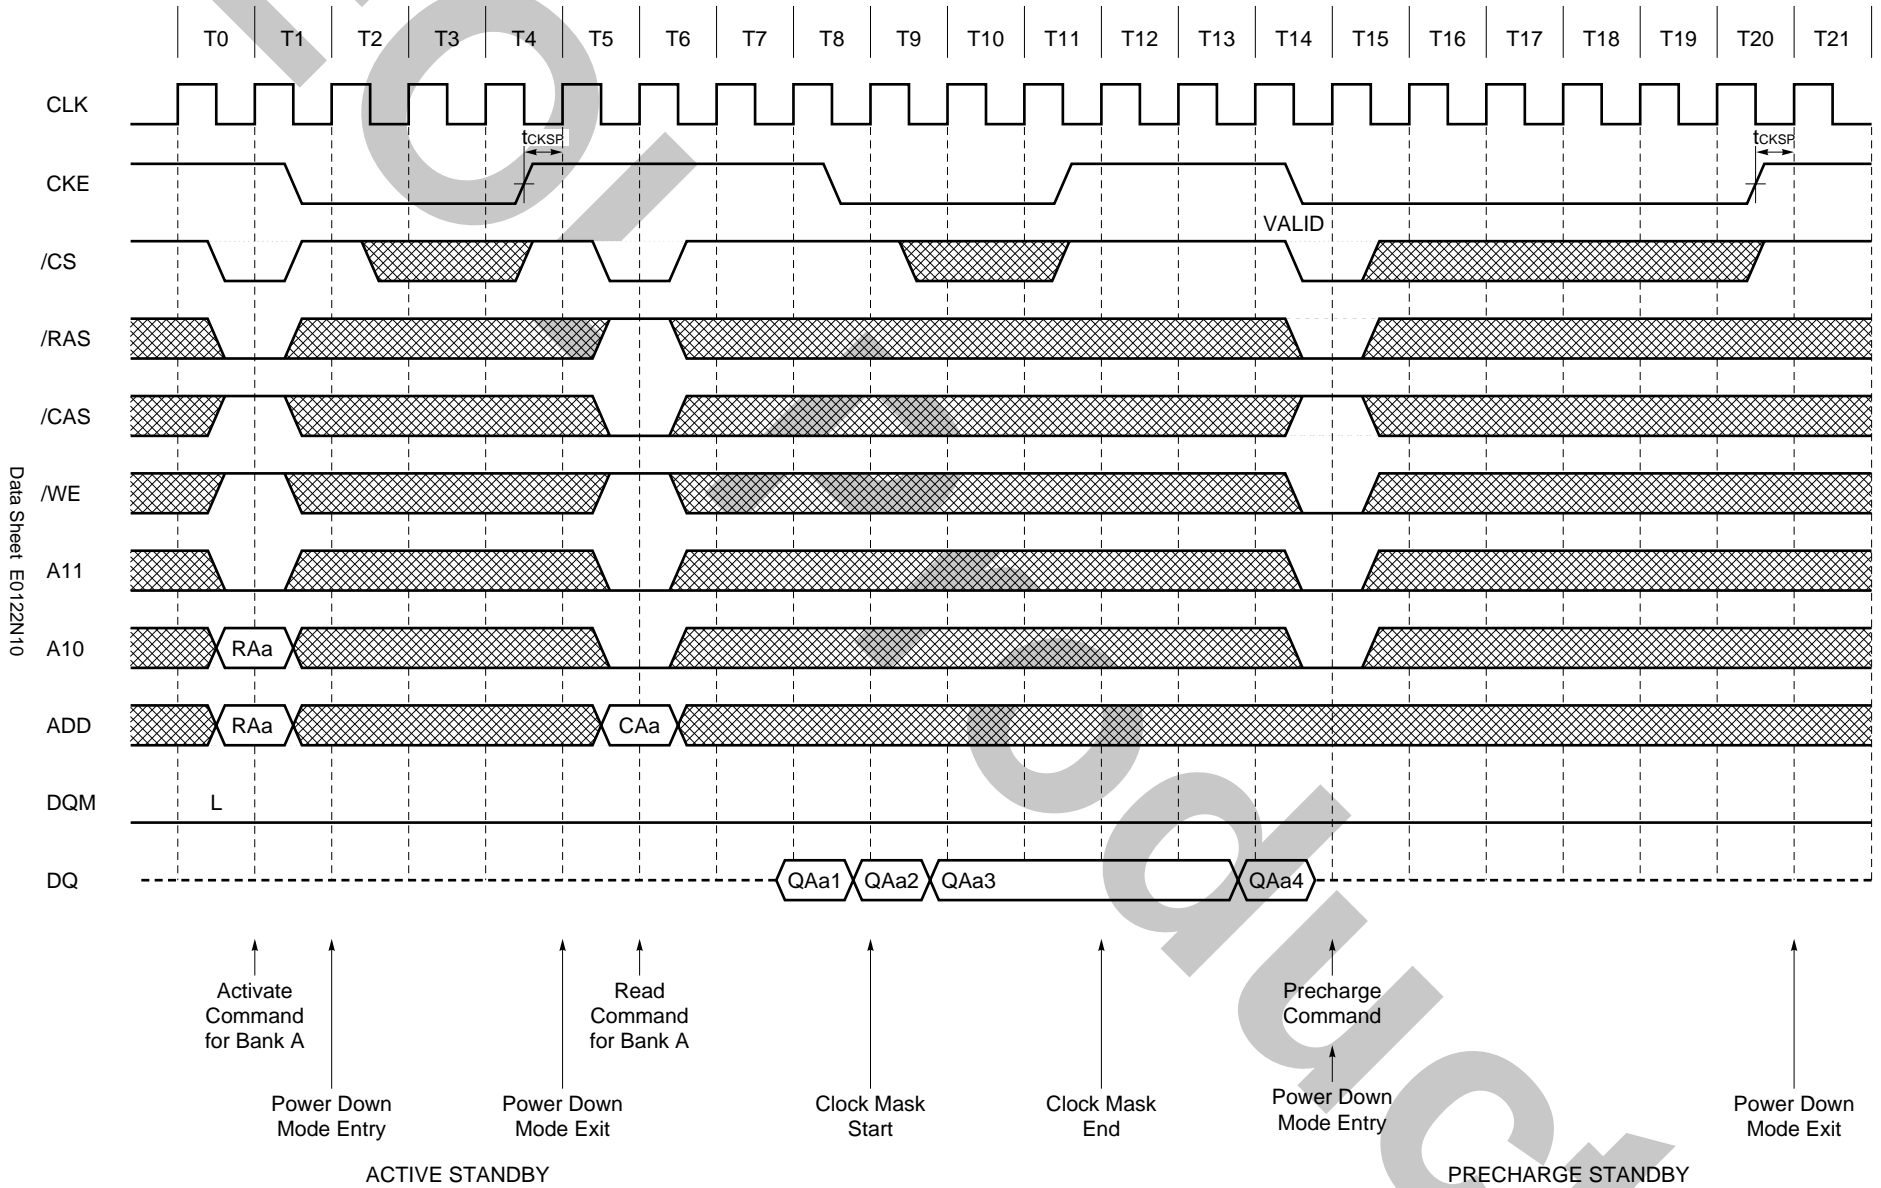 T0 T1 T2 T3 T4 T5 T6 T7 T8 T9 T10 T11 T12 T13 T14 T15 T16 T17 T18 T19 T20 T21
CLK
tCKSP tCKSP
CKE
VALID
/CS
/RAS
/CAS
/WE
A11
A10 RAa
ADD RAa CAa
DQM L
DQ QAa1 QAa2 QAa3 QAa4
Activate
Command
for Bank A
Read
Command
for Bank A
Precharge
Command
Power Down
Mode Entry
Power Down
Mode Exit
Clock Mask
Start
Clock Mask
End
Power Down
Mode Entry
Power Down
Mode Exit
ACTIVE STANDBY
PRECHARGE STANDBY
Data Sheet E0122N10